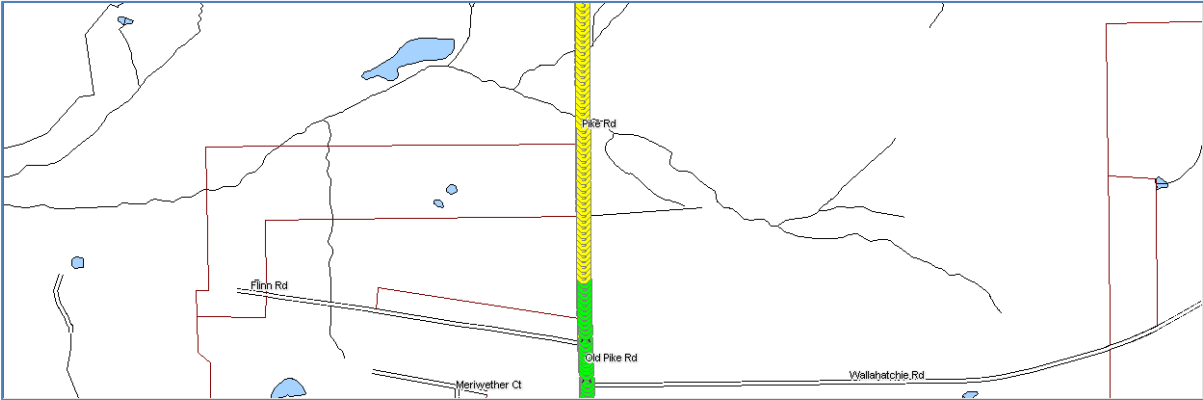 Pike Rd
Flinn Rd
Old Pike Rd
Wallahatchie Rd
Meriwether Ct